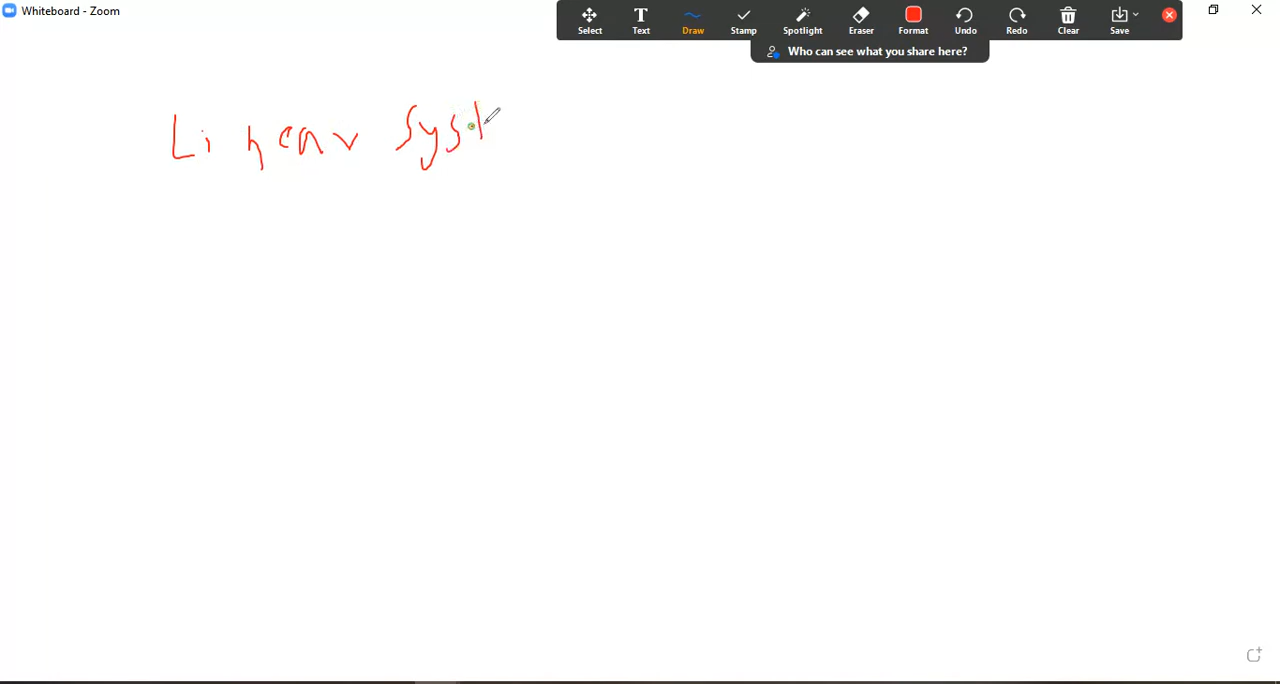 Whiteboard - Zoom
Select Text Draw Stamp Spotlight Eraser Format Undo Redo Clear Save
Who can see what you share here?
Linear Syst